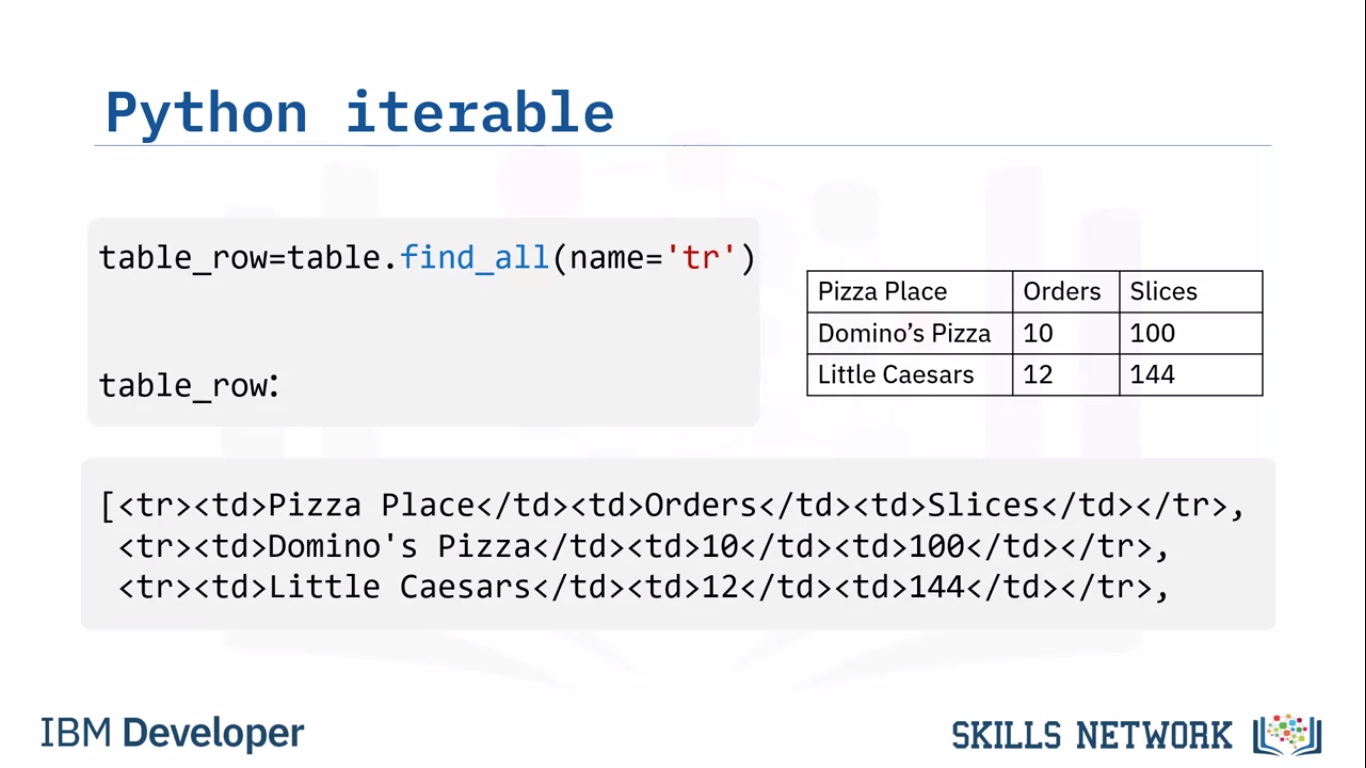 Python iterable
table_row=table.find_all(name='tr')
table_row:
Pizza Place Orders Slices
Domino’s Pizza 10 100
Little Caesars 12 144
[<tr><td>Pizza Place</td><td>Orders</td><td>Slices</td></tr>,
<tr><td>Domino's Pizza</td><td>10</td><td>100</td></tr>,
<tr><td>Little Caesars</td><td>12</td><td>144</td></tr>,
IBM Developer
SKILLS NETWORK